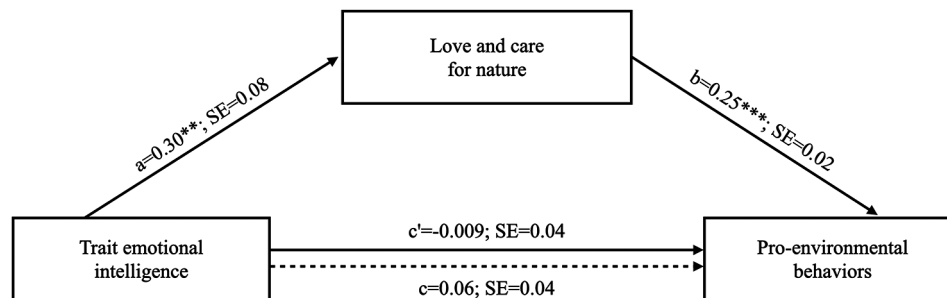 Love and care
for nature
a=0.30**; SE=0.08
b=0.25***; SE=0.02
Trait emotional
intelligence
c'=-0.009; SE=0.04
c=0.06; SE=0.04
Pro-environmental
behaviors